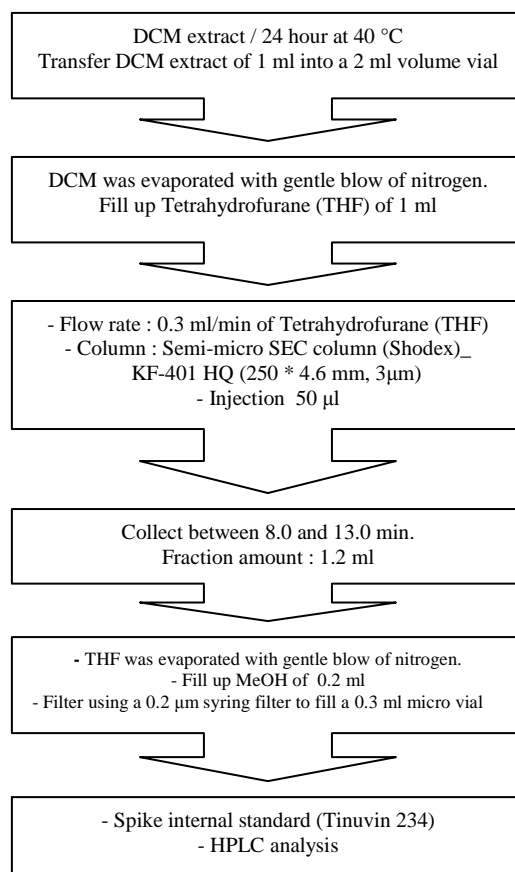 DCM extract / 24 hour at 40 °C
Transfer DCM extract of 1 ml into a 2 ml volume vial
DCM was evaporated with gentle blow of nitrogen.
Fill up Tetrahydrofurane (THF) of 1 ml
- Flow rate : 0.3 ml/min of Tetrahydrofurane (THF)
- Column : Semi-micro SEC column (Shodex)_
KF-401 HQ (250 * 4.6 mm, 3μm)
- Injection 50 μl
Collect between 8.0 and 13.0 min.
Fraction amount : 1.2 ml
- THF was evaporated with gentle blow of nitrogen.
- Fill up MeOH of 0.2 ml
- Filter using a 0.2 μm syring filter to fill a 0.3 ml micro vial
- Spike internal standard (Tinuvin 234)
- HPLC analysis